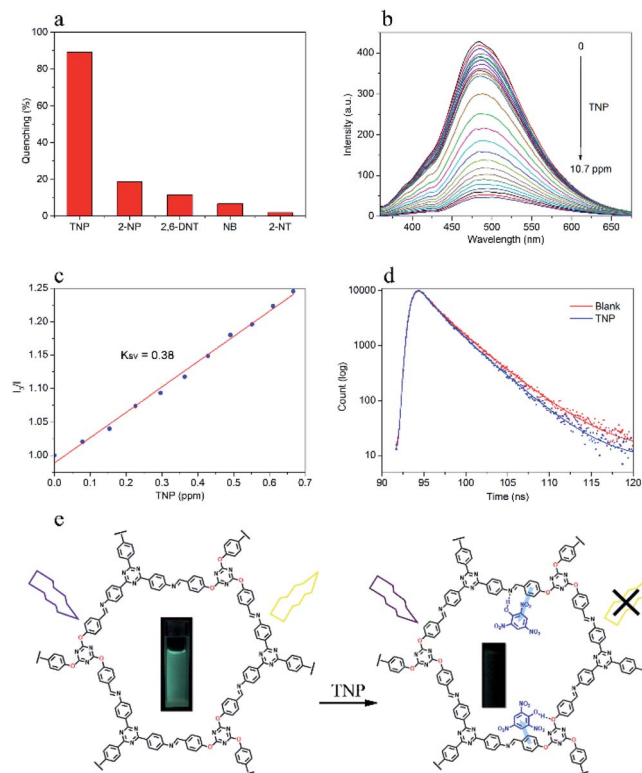 a
Quenching (%)
100
80
60
40
20
0
TNP 2-NP 2,6-DNT NB 2-NT
b
Intensity (a.u.)
400
300
200
100
0
0
TNP
10.7 ppm
400 450 500 550 600 650
Wavelength (nm)
c
I₀/I
1.25
1.20
1.15
1.10
1.05
1.00
Ksv = 0.38
0.0 0.1 0.2 0.3 0.4 0.5 0.6 0.7
TNP (ppm)
d
Count (log)
10000
1000
100
10
Blank
TNP
90 95 100 105 110 115 120
Time (ns)
e
TNP